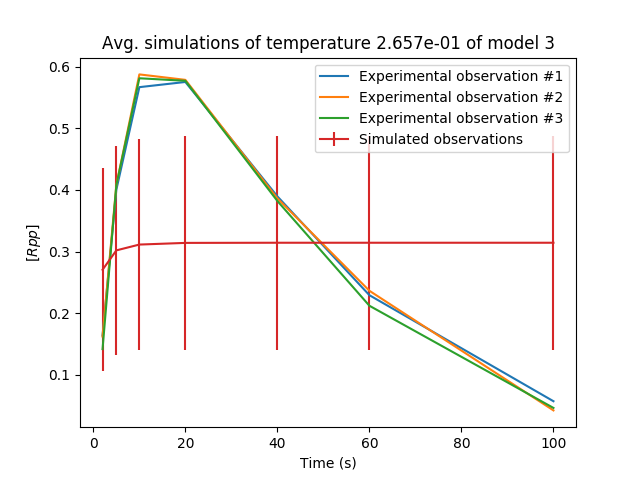 Avg. simulations of temperature 2.657e-01 of model 3
Experimental observation #1
Experimental observation #2
Experimental observation #3
Simulated observations
[Rpp]
0.6
0.5
0.4
0.3
0.2
0.1
0 20 40 60 80 100
Time (s)